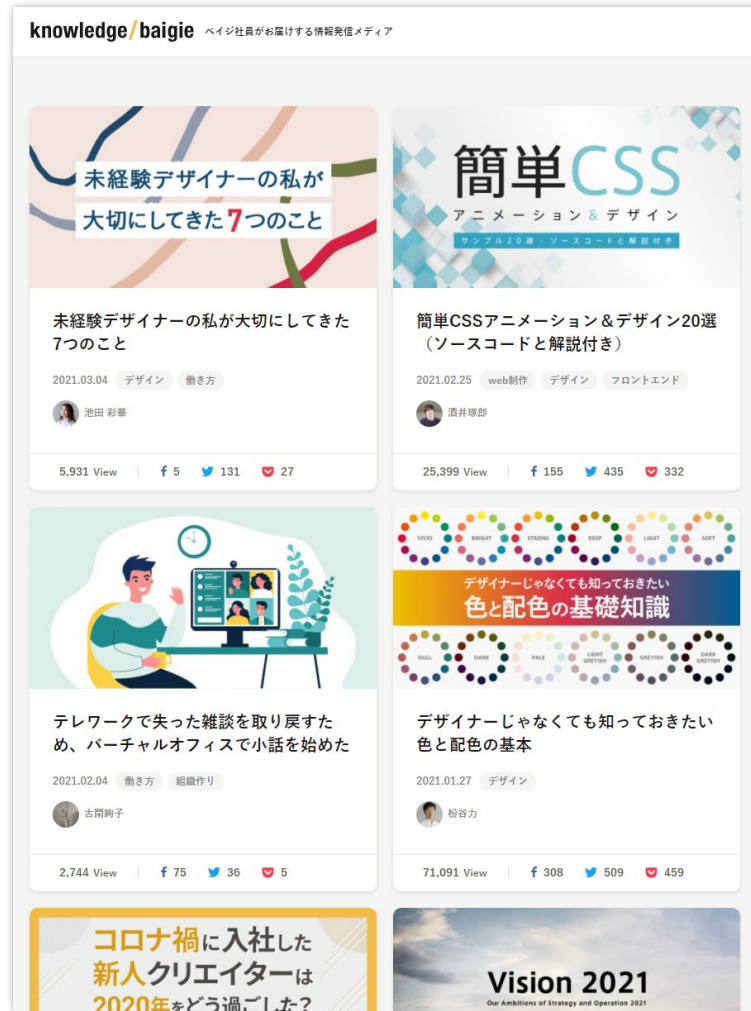 knowledge/baigie ベイジ社員がお届けする情報発信メディア
未経験デザイナーの私が
大切にしてきた7つのこと
未経験デザイナーの私が大切にしてきた
7つのこと
2021.03.04 デザイン 働き方
池田 彩華
5,931 View 5 131 27
簡単CSS
アニメーション&デザイン
サンプル20選・ソースコードと解説付き
簡単CSSアニメーション&デザイン20選
（ソースコードと解説付き）
2021.02.25 web制作 デザイン フロントエンド
酒井琢郎
25,399 View 155 435 332
テレワークで失った雑談を取り戻すた
め、バーチャルオフィスで小話を始めた
2021.02.04 働き方 組織作り
古閑絢子
2,744 View 75 36 5
VIVID BRIGHT STRONG DEEP LIGHT SOFT
デザイナーじゃなくても知っておきたい
色と配色の基礎知識
DULL DARK PALE LIGHT GREYISH GREYISH DARK GREYISH
デザイナーじゃなくても知っておきたい
色と配色の基本
2021.01.27 デザイン
枌谷力
71,091 View 308 509 459
コロナ禍に入社した
新人クリエイターは
2020年をどう過ごした?
Vision 2021
Our Ambitions of Strategy and Operation 2021